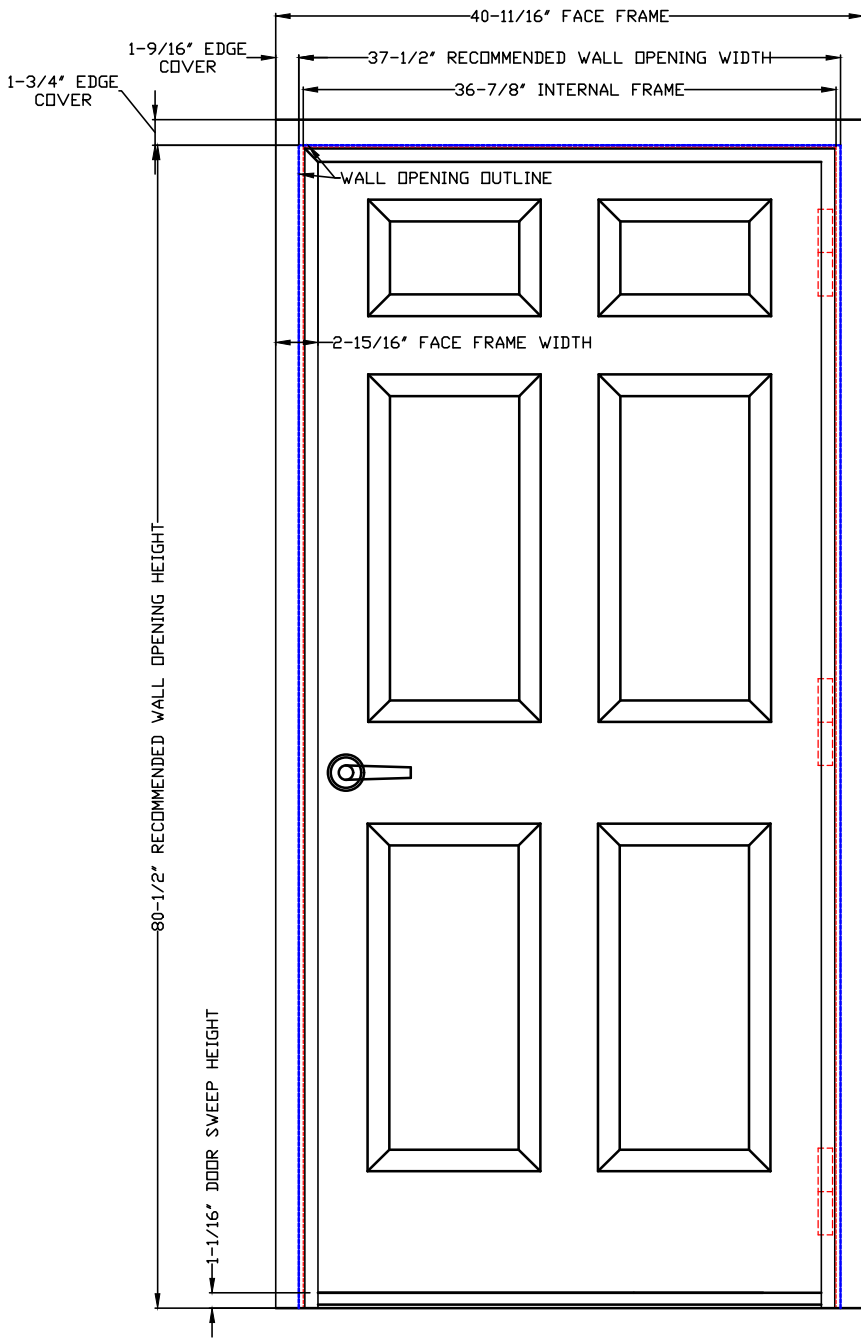 40-11/16" FACE FRAME
1-9/16" EDGE
COVER
37-1/2" RECOMMENDED WALL OPENING WIDTH
1-3/4" EDGE
COVER
36-7/8" INTERNAL FRAME
WALL OPENING OUTLINE
2-15/16" FACE FRAME WIDTH
80-1/2" RECOMMENDED WALL OPENING HEIGHT
1-1/16" DOOR SWEEP HEIGHT